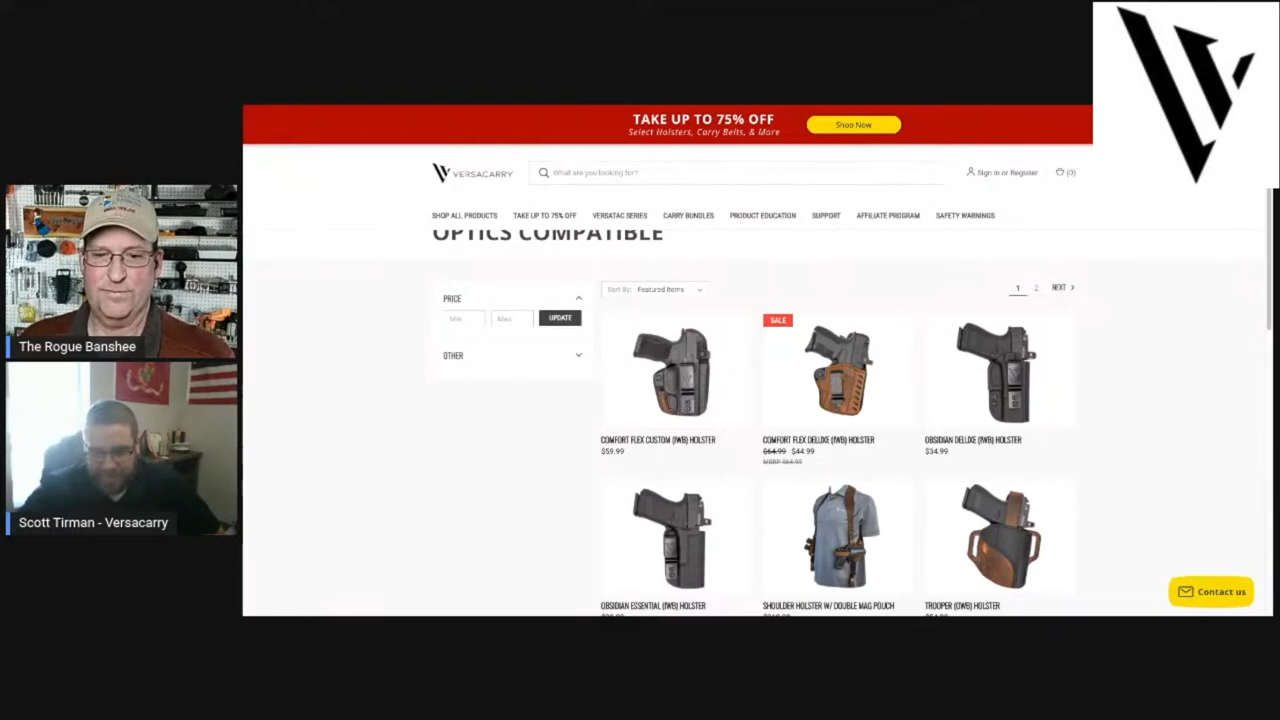 TAKE UP TO 75% OFF
Select Holsters, Carry Belts, & More
Shop Now
VERSACARRY
What are you looking for?
Sign in or Register
(0)
SHOP ALL PRODUCTS
TAKE UP TO 75% OFF
VERSATAC SERIES
CARRY BUNDLES
PRODUCT EDUCATION
SUPPORT
AFFILIATE PROGRAM
SAFETY WARNINGS
OPTICS COMPATIBLE
PRICE
Min
Max
UPDATE
OTHER
Sort By: Featured Items
1 2 NEXT
SALE
COMFORT FLEX CUSTOM (IWB) HOLSTER
$59.99
COMFORT FLEX DELUXE (IWB) HOLSTER
$64.99 $44.99
MSRP $64.99
OBSIDIAN DELUXE (IWB) HOLSTER
$34.99
OBSIDIAN ESSENTIAL (IWB) HOLSTER
SHOULDER HOLSTER W/ DOUBLE MAG POUCH
TROOPER (OWB) HOLSTER
Contact us
The Rogue Banshee
Scott Tirman - Versacarry